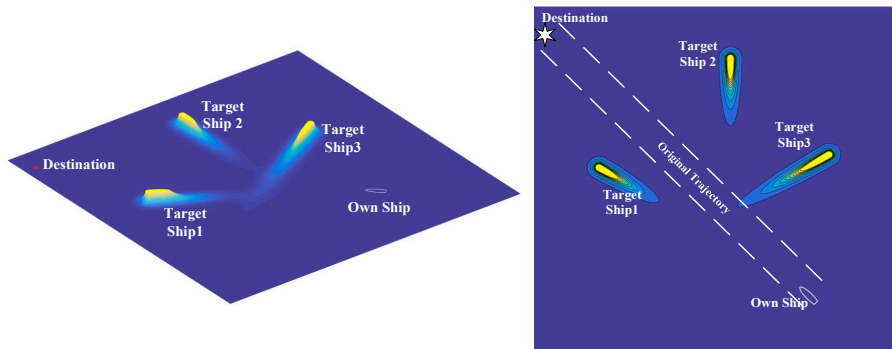 Target
Ship 2
Target
Ship3
Destination
Target
Ship1
Own Ship
Destination
Target
Ship 2
Target
Ship3
Original Trajectory
Target
Ship1
Own Ship